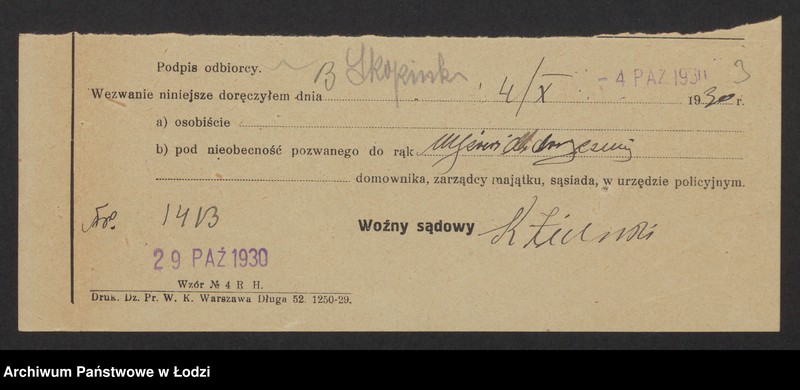 Podpis odbiorcy. B Skopinski
- 4 PAŹ 1930 3
Wezwanie niniejsze doręczyłem dnia 4/X 1930 r.
a) osobiście
b) pod nieobecność pozwanego do rąk
domownika, zarządcy majątku, sąsiada, w urzędzie policyjnym.
1413
Woźny sądowy K
29 PAŹ 1930
Wzór № 4 R H.
Druk. Dz. Pr. W. K. Warszawa Długa 52. 1250-29.
Archiwum Państwowe w Łodzi